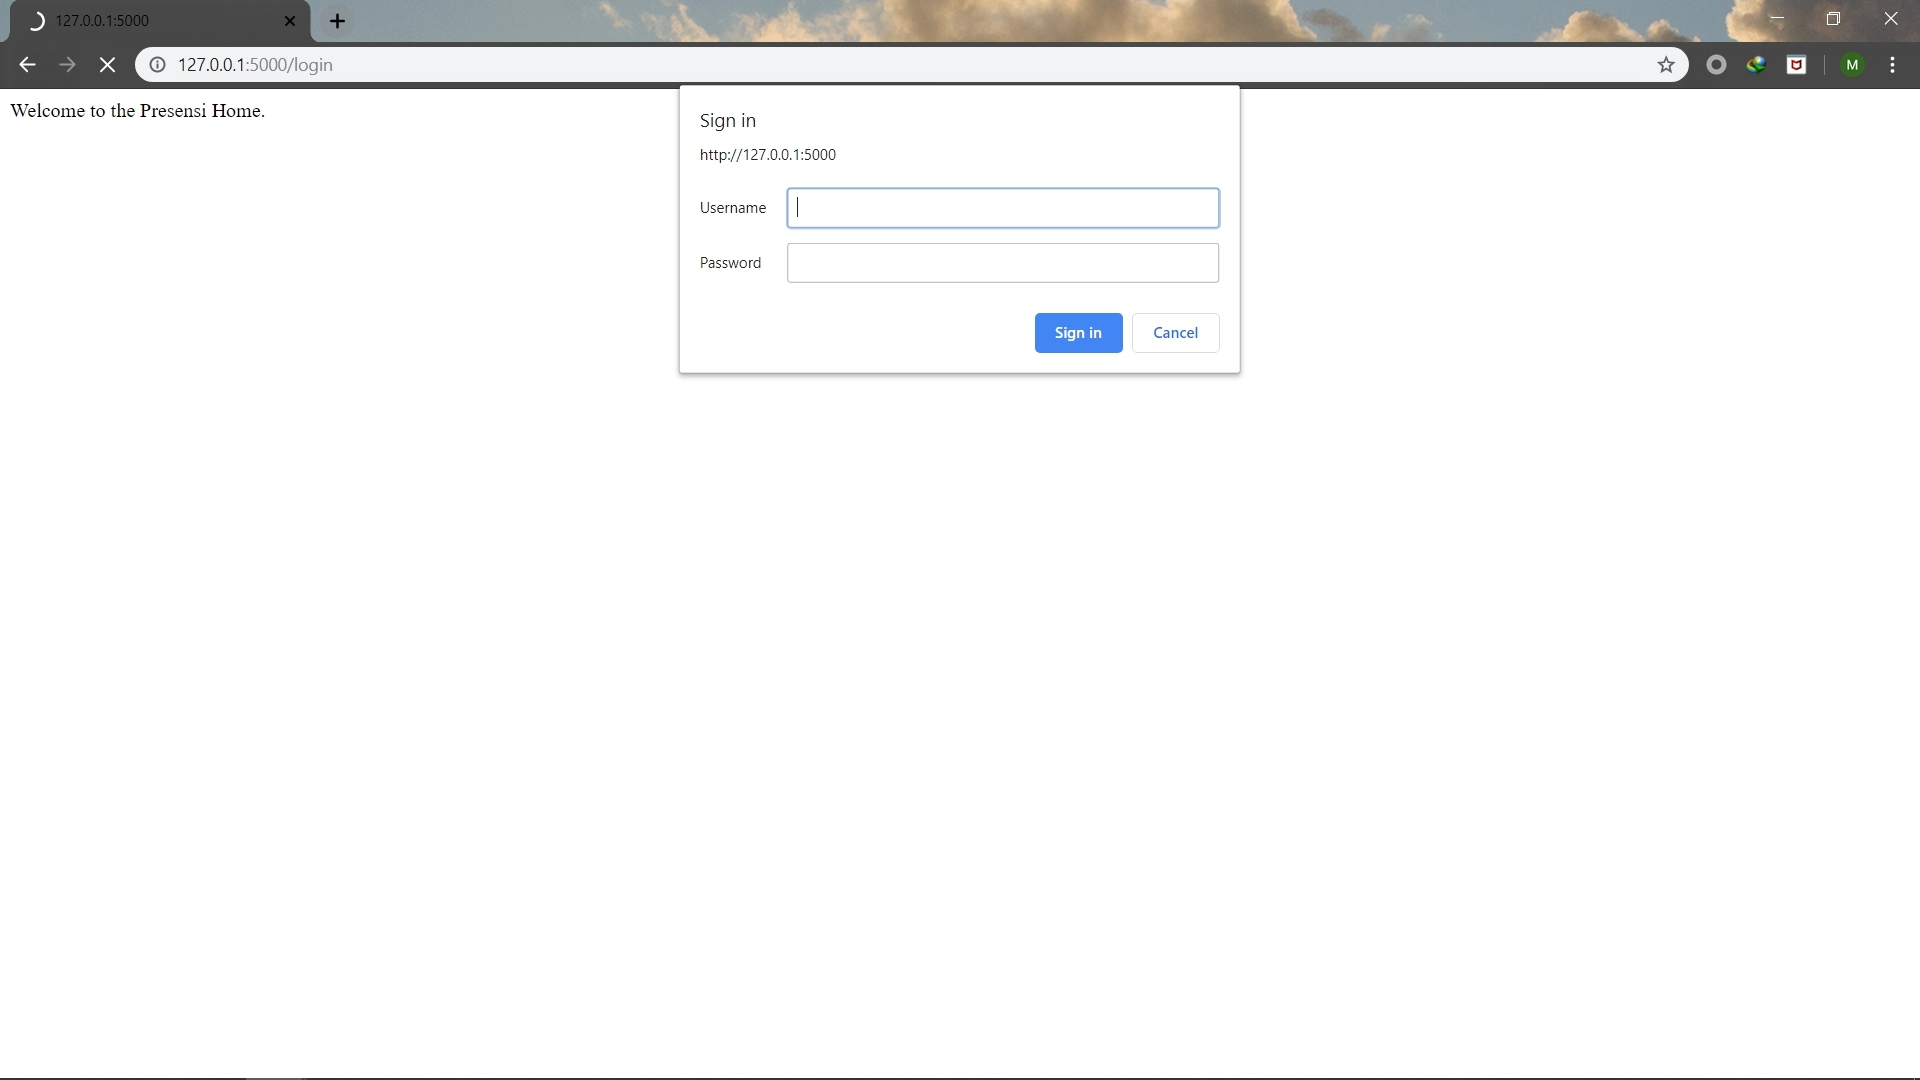 127.0.0.1:5000
127.0.0.1:5000/login
M
Welcome to the Presensi Home.
Sign in
http://127.0.0.1:5000
Username
Password
Sign in
Cancel